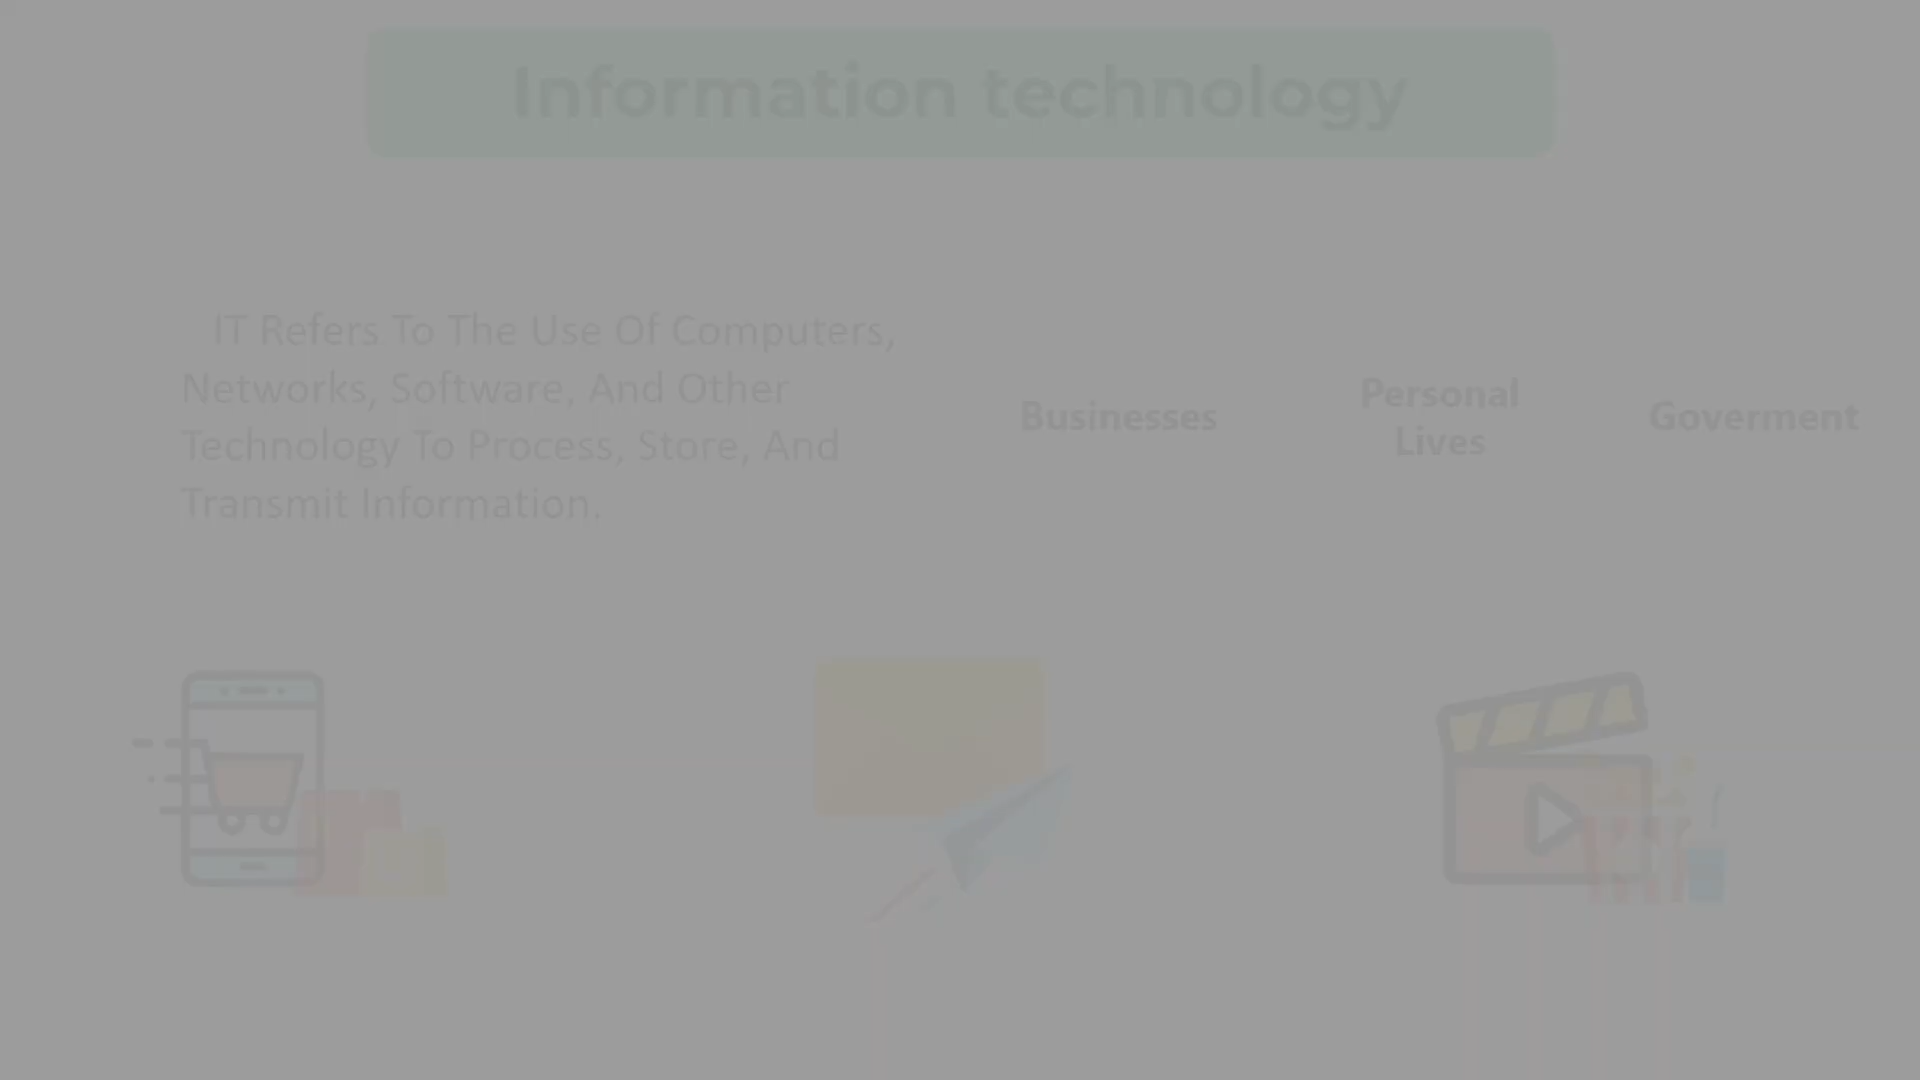 Information technology
IT Refers To The Use Of Computers,
Networks, Software, And Other
Technology To Process, Store, And
Transmit Information.
Businesses
Personal
Lives
Goverment